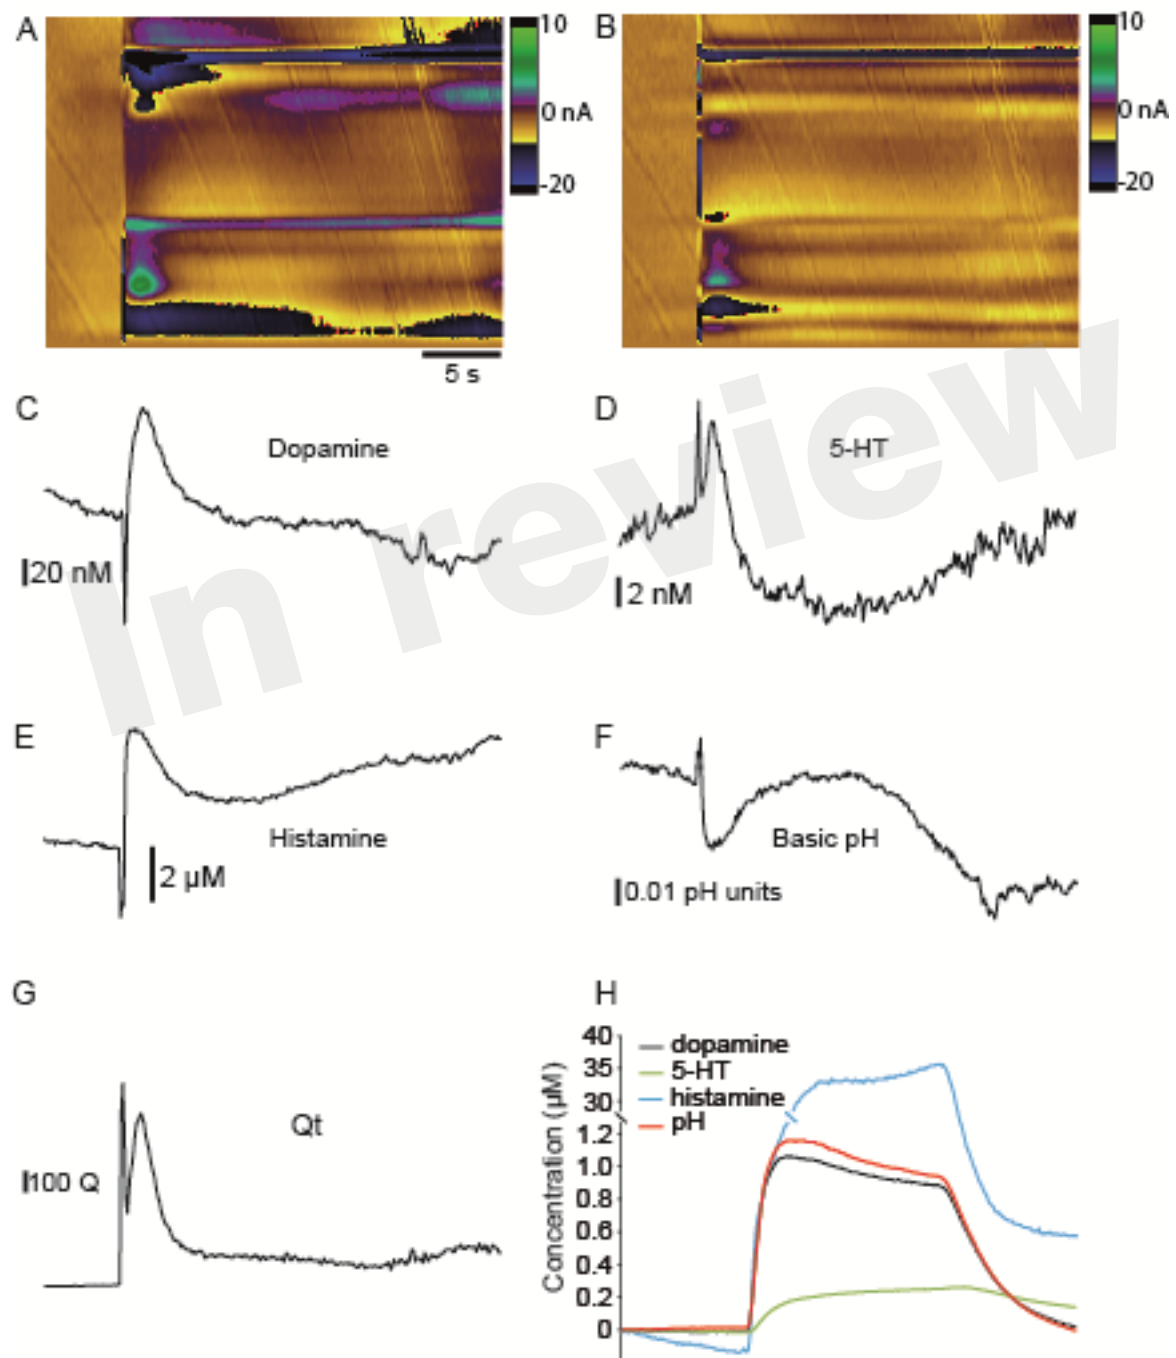 A
10
0 nA
-20
B
10
0 nA
-20
5 s
C
Dopamine
20 nM
D
5-HT
2 nM
In review
E
Histamine
2 µM
F
Basic pH
0.01 pH units
G
Qt
100 Q
H
Concentration (µM)
40
35
30
1.2
1.0
0.8
0.6
0.4
0.2
0
dopamine
5-HT
histamine
pH